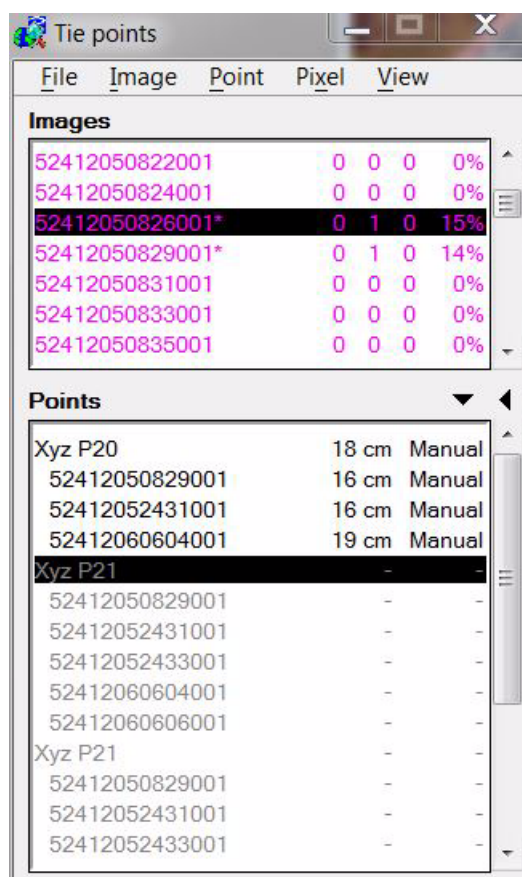 Tie points
File Image Point Pixel View
Images
52412050822001 0 0 0 0%
52412050824001 0 0 0 0%
52412050826001* 0 1 0 15%
52412050829001* 0 1 0 14%
52412050831001 0 0 0 0%
52412050833001 0 0 0 0%
52412050835001 0 0 0 0%
Points
Xyz P20 18 cm Manual
52412050829001 16 cm Manual
52412052431001 16 cm Manual
52412060604001 19 cm Manual
Xyz P21 - -
52412050829001 - -
52412052431001 - -
52412052433001 - -
52412060604001 - -
52412060606001 - -
Xyz P21 - -
52412050829001 - -
52412052431001 - -
52412052433001 - -